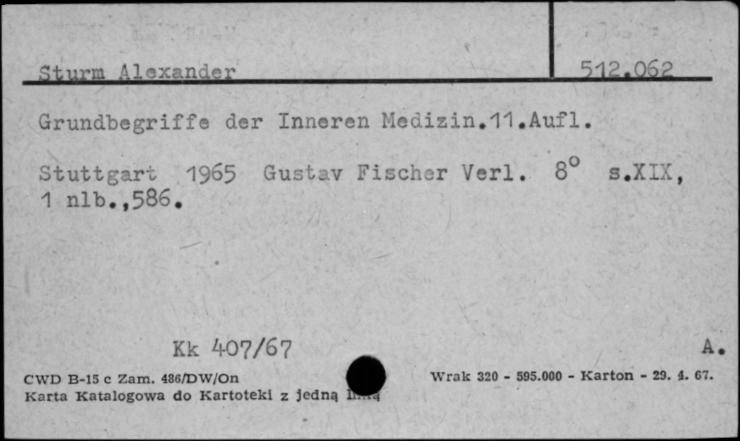 Sturm Alexander 512.062
Grundbegriffe der Inneren Medizin.11.Aufl.
Stuttgart 1965 Gustav Fischer Verl. 8° s.XIX,
1 nlb.,586.
Kk 407/67 A.
CWD B-15 c Zam. 486/DW/On Wrak 320 - 595.000 - Karton - 29. 4. 67.
Karta Katalogowa do Kartoteki z jedną